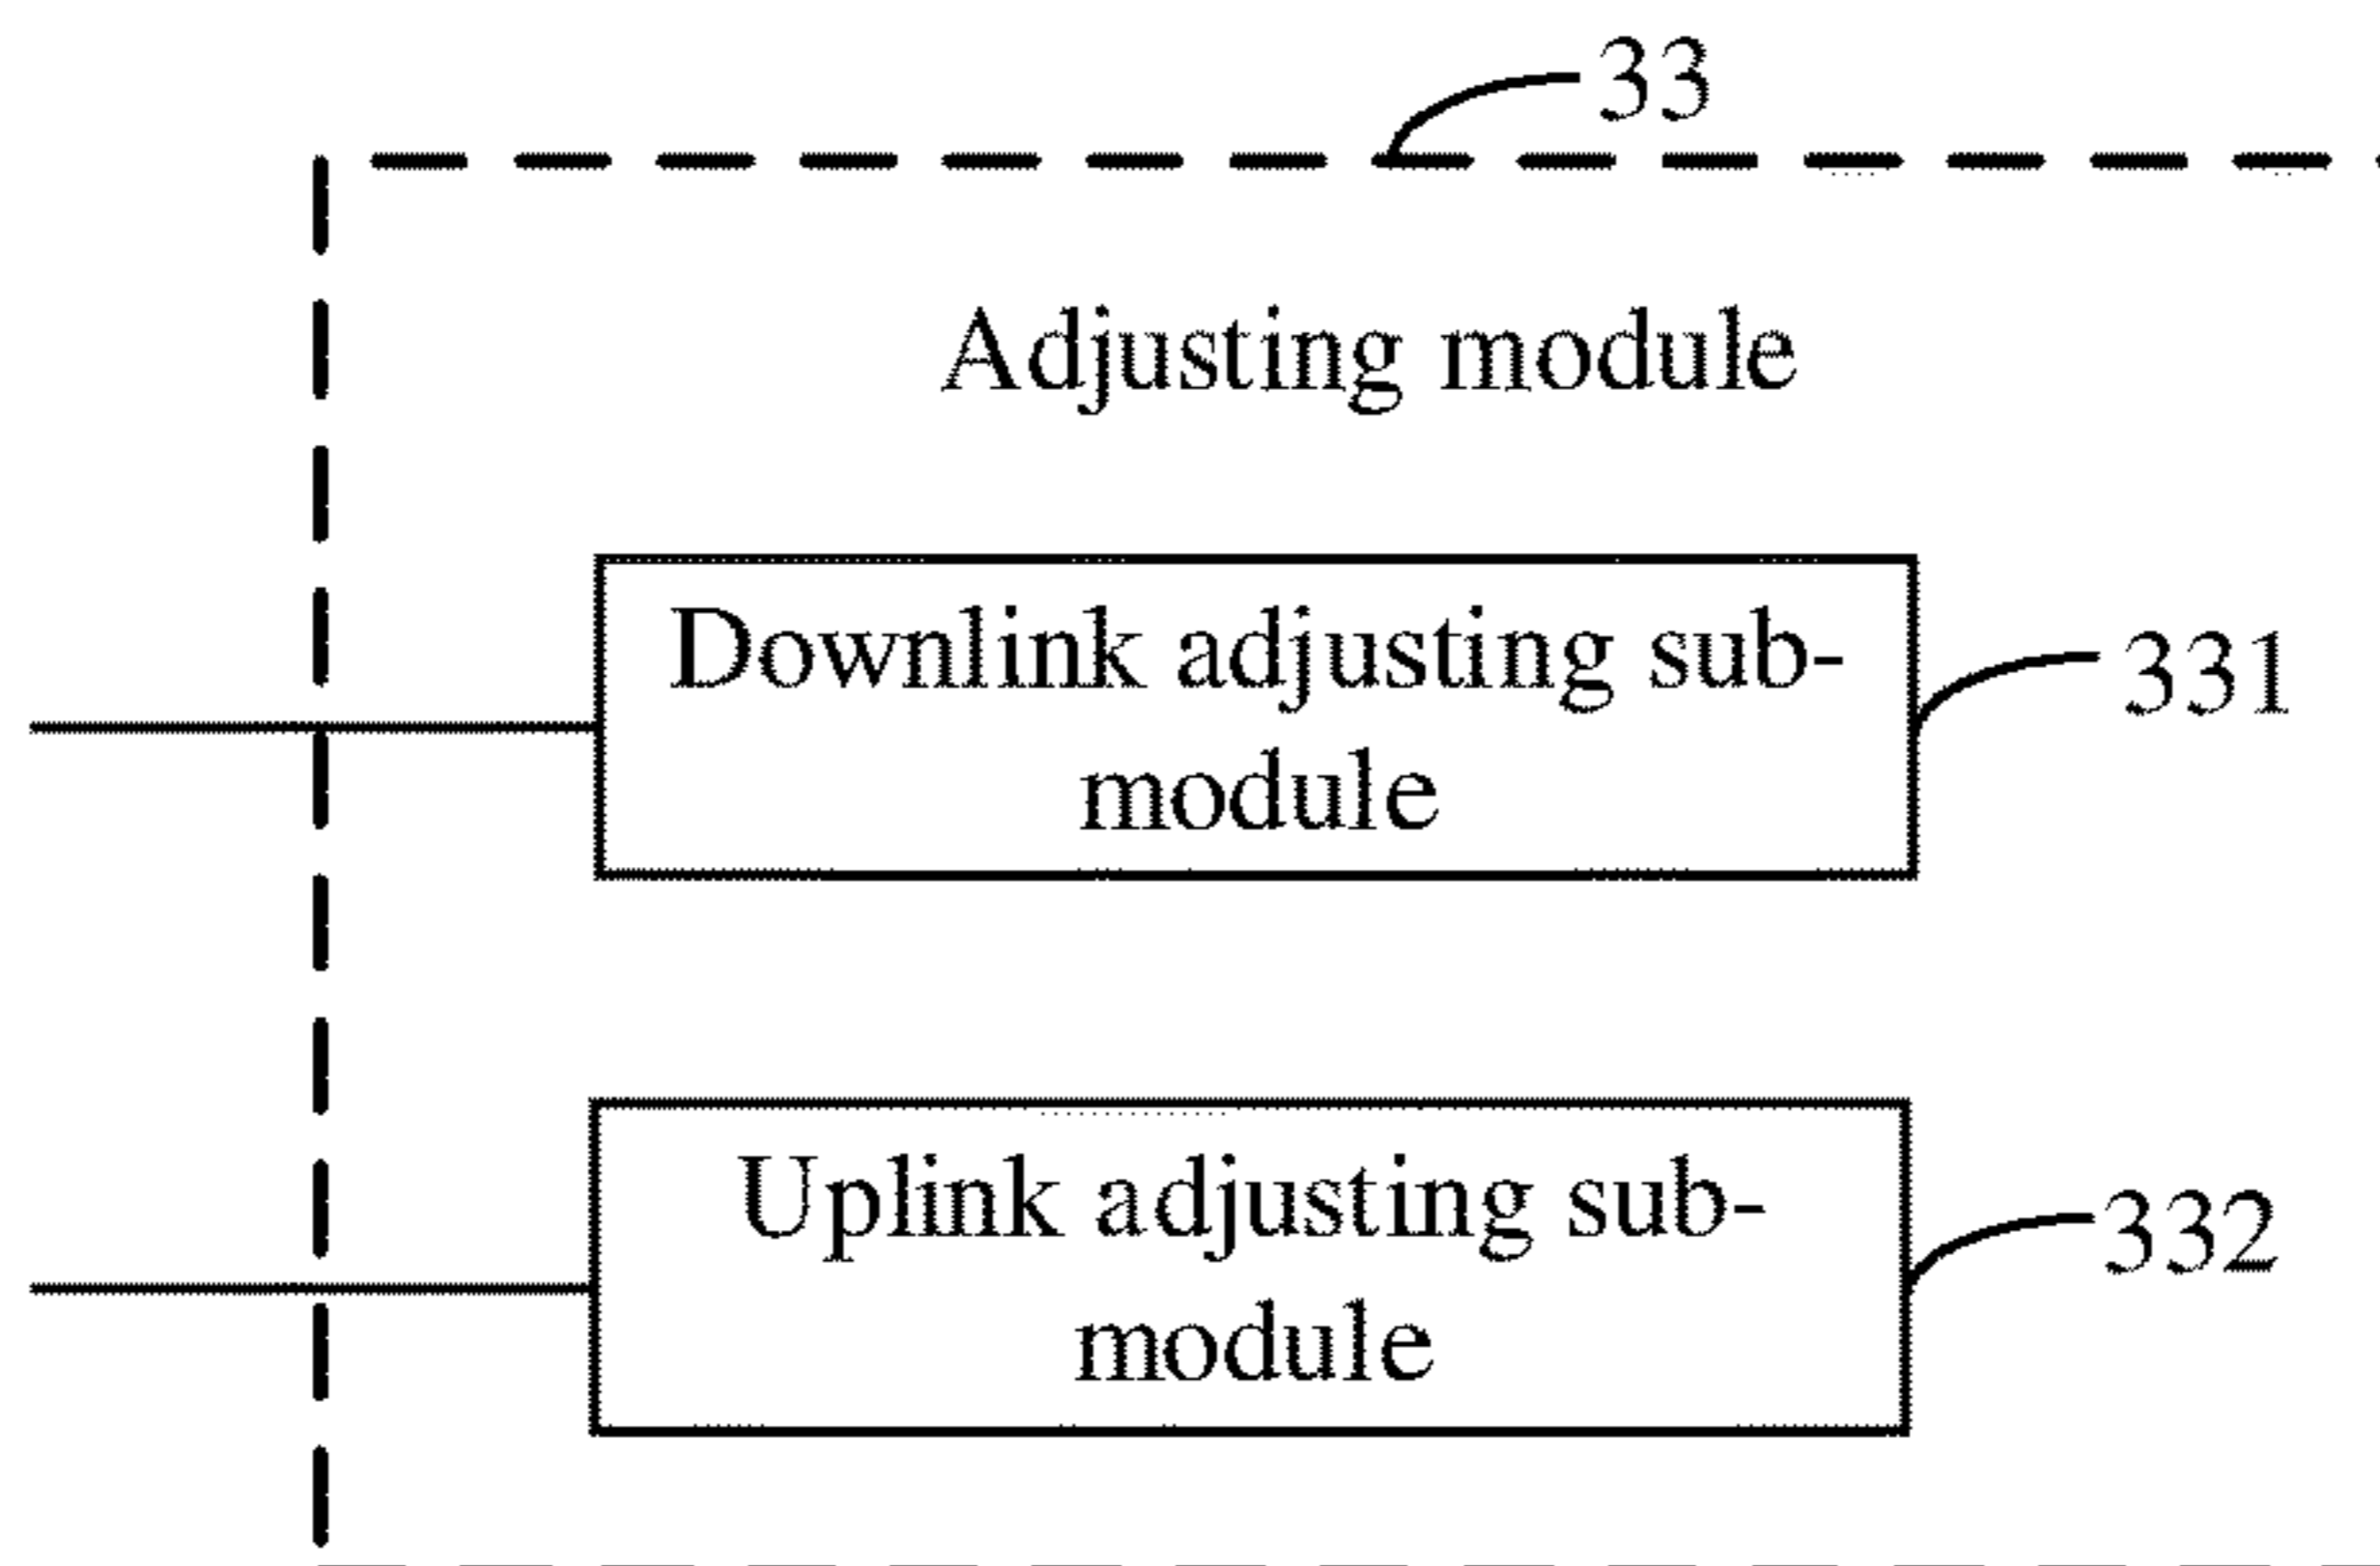 33
Adjusting module
Downlink adjusting sub-
module
331
Uplink adjusting sub-
module
332